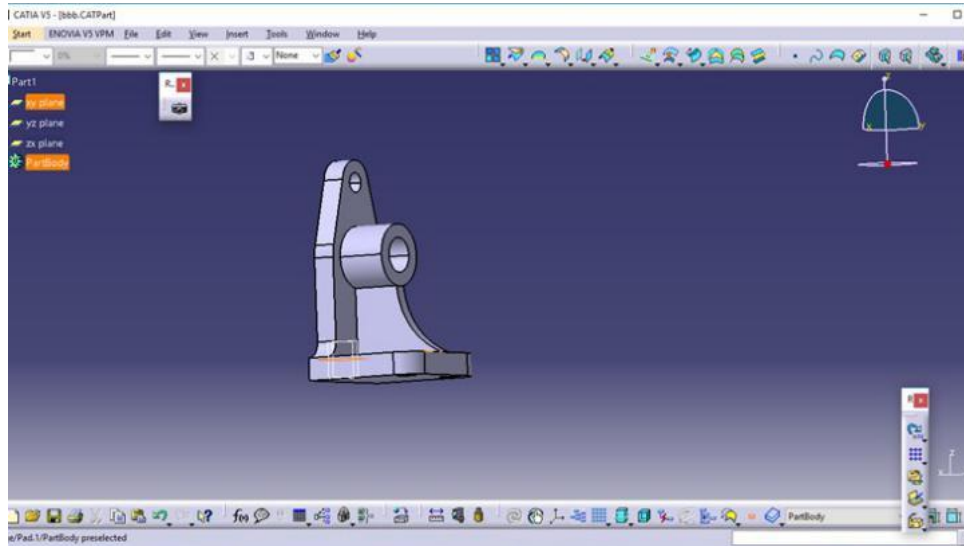 CATIA V5 - [bbb.CATPart]
Start ENOVIA V5 VPM File Edit View Insert Tools Window Help
None
Part1
R..
xy plane
yz plane
zx plane
PartBody
z
x
y
R
z
x
f(x)
PartBody
e/Pad.1/PartBody preselected